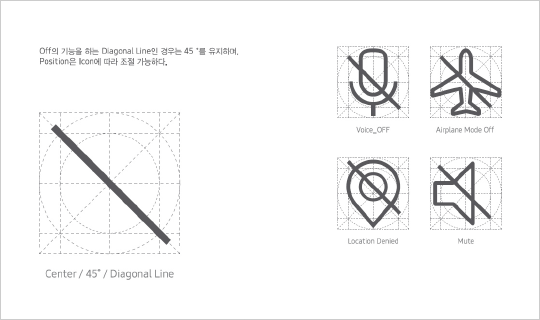 Off의 기능을 하는 Diagonal Line인 경우는 45 °를 유지하며,
Position은 Icon에 따라 조절 가능하다.
Voice_OFF
Airplane Mode Off
Location Denied
Mute
Center / 45° / Diagonal Line